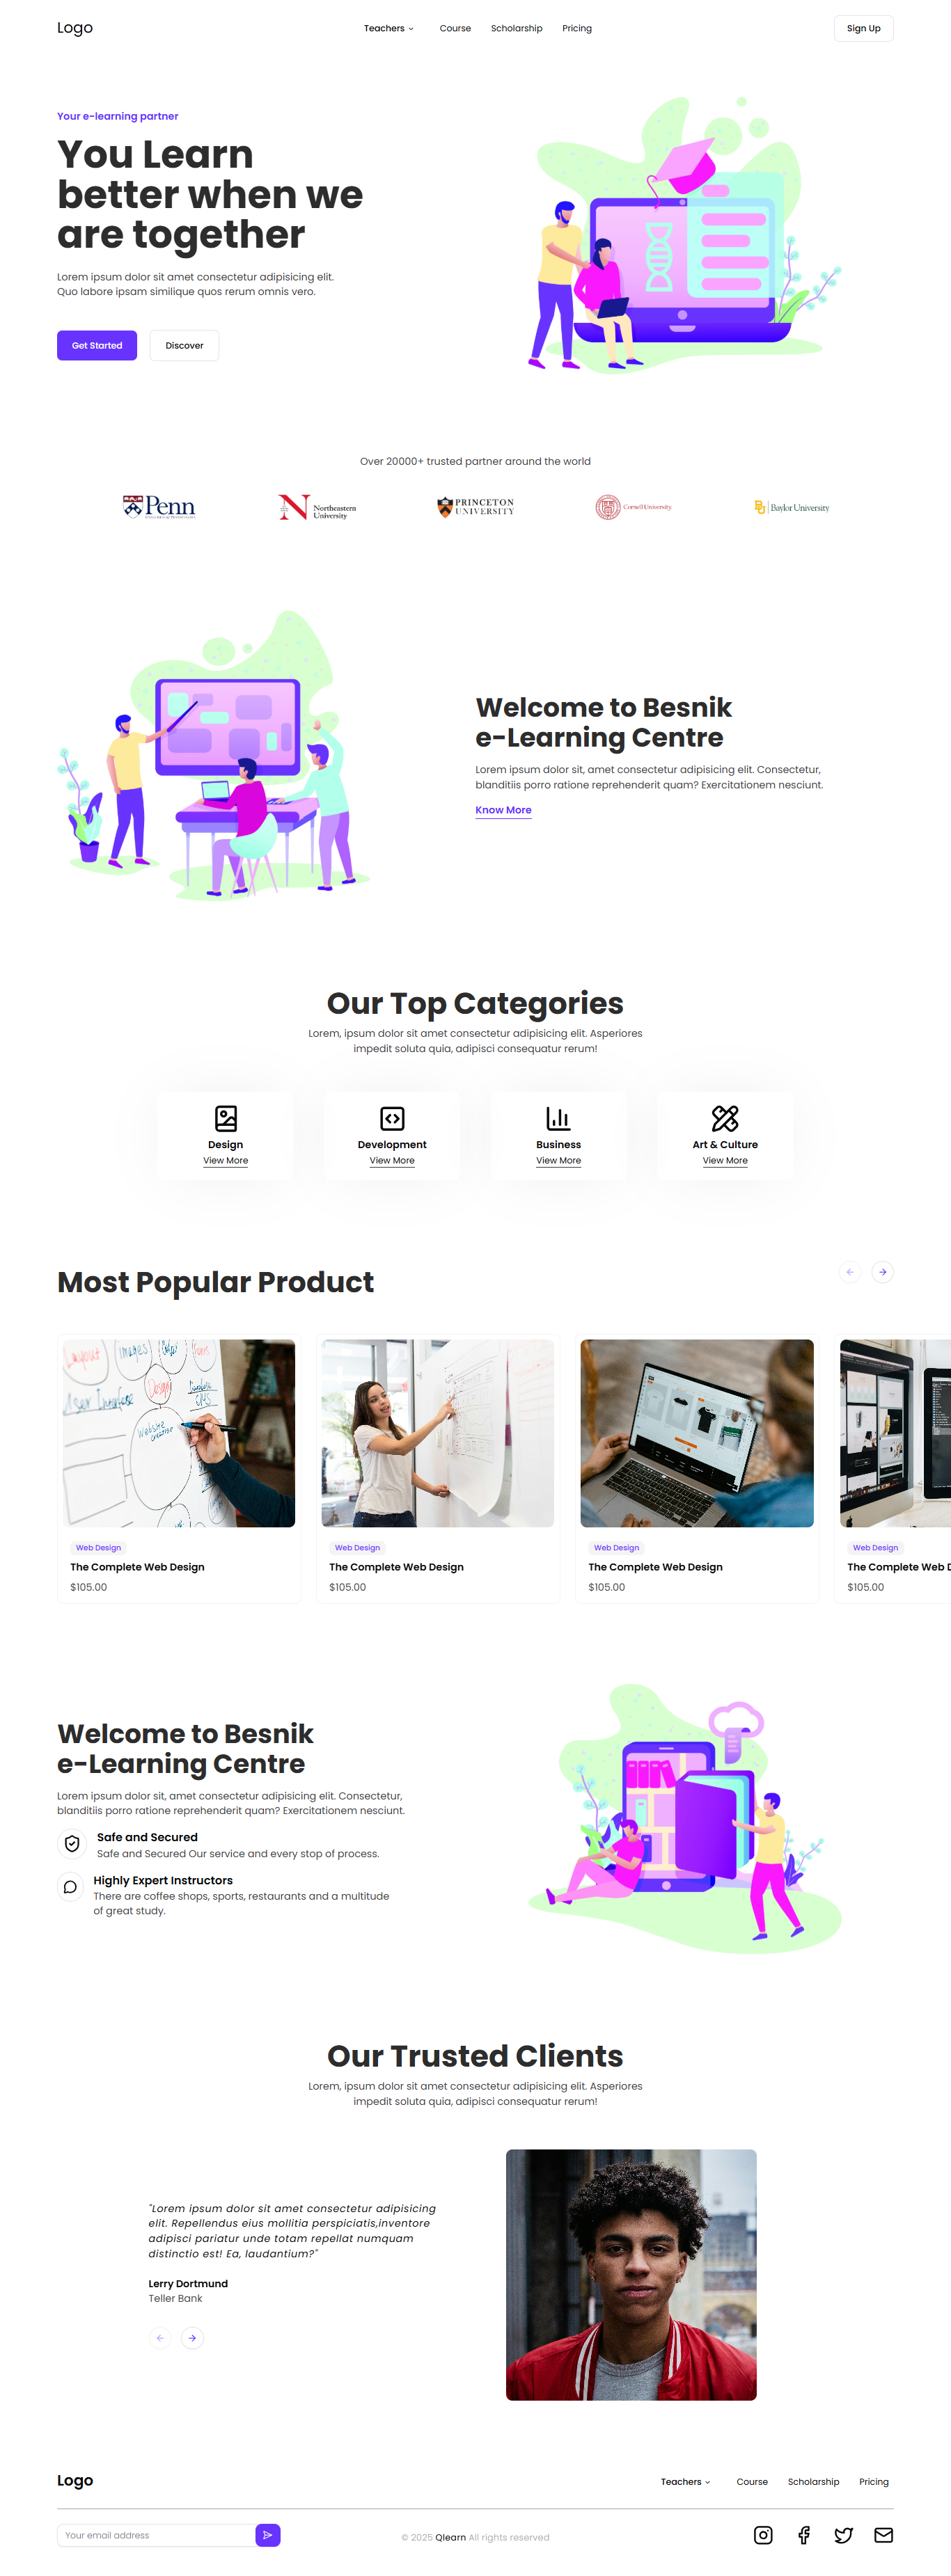 Logo
Teachers
Course
Scholarship
Pricing
Sign Up
Your e-learning partner
You Learn
better when we
are together
Lorem ipsum dolor sit amet consectetur adipisicing elit.
Quo labore ipsam similique quos rerum omnis vero.
Get Started
Discover
Over 20000+ trusted partner around the world
Penn
Northeastern
University
PRINCETON
UNIVERSITY
Cornell University
Baylor University
Welcome to Besnik
e-Learning Centre
Lorem ipsum dolor sit, amet consectetur adipisicing elit. Consectetur,
blanditiis porro ratione reprehenderit quam? Exercitationem nesciunt.
Know More
Our Top Categories
Lorem, ipsum dolor sit amet consectetur adipisicing elit. Asperiores
impedit soluta quia, adipisci consequatur rerum!
Design
View More
Development
View More
Business
View More
Art & Culture
View More
Most Popular Product
Layout
images
User Interface
Design
Website
creative
Web Design
The Complete Web Design
$105.00
Web Design
The Complete Web Design
$105.00
Web Design
The Complete Web Design
$105.00
Web Design
The Complete Web
$105.00
Welcome to Besnik
e-Learning Centre
Lorem ipsum dolor sit, amet consectetur adipisicing elit. Consectetur,
blanditiis porro ratione reprehenderit quam? Exercitationem nesciunt.
Safe and Secured
Safe and Secured Our service and every stop of process.
Highly Expert Instructors
There are coffee shops, sports, restaurants and a multitude
of great study.
Our Trusted Clients
Lorem, ipsum dolor sit amet consectetur adipisicing elit. Asperiores
impedit soluta quia, adipisci consequatur rerum!
"Lorem ipsum dolor sit amet consectetur adipisicing
elit. Repellendus eius mollitia perspiciatis,inventore
adipisci pariatur unde totam repellat numquam
distinctio est! Ea, laudantium?"
Lerry Dortmund
Teller Bank
Logo
Teachers
Course
Scholarship
Pricing
Your email address
© 2025 Qlearn All rights reserved